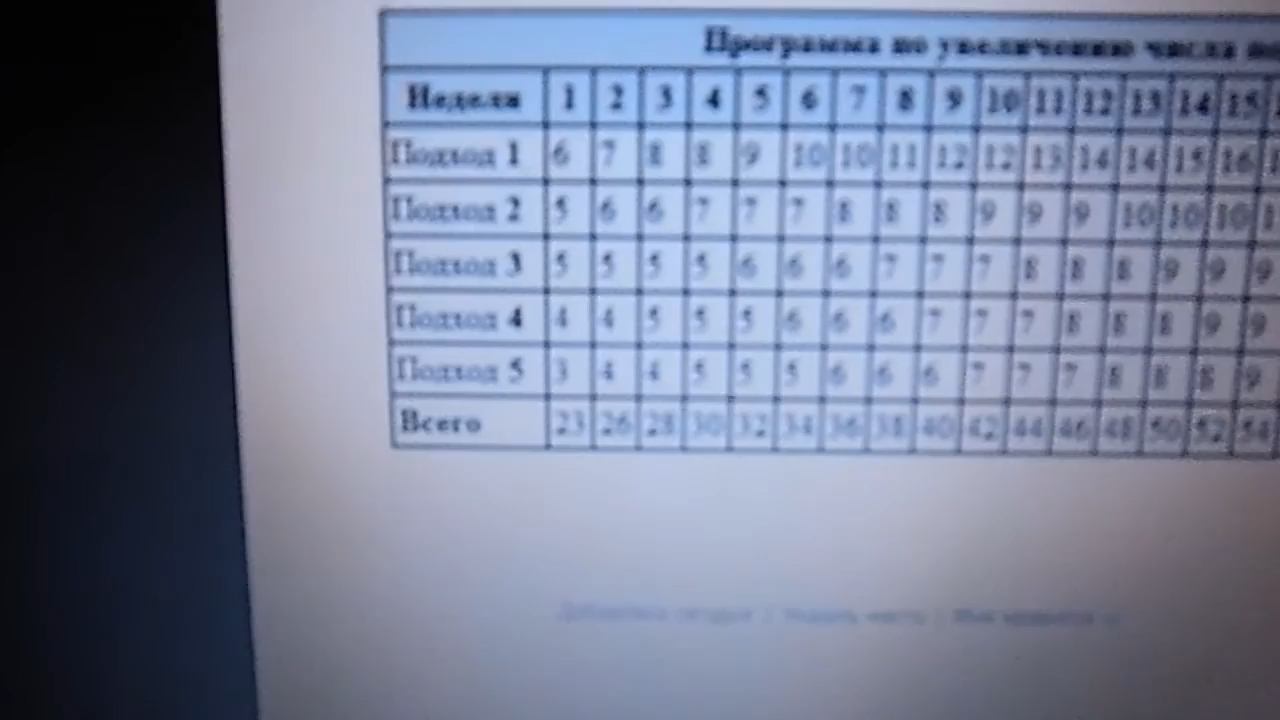 Программа по увеличению числа
Недели 1 2 3 4 5 6 7 8 9 10 11 12 13 14 15
Подход 1 6 7 8 8 9 10 10 11 12 12 13 14 14 15 16
Подход 2 5 6 6 7 7 7 8 8 8 9 9 9 10 10 10
Подход 3 5 5 5 5 6 6 6 7 7 7 8 8 8 9 9 9
Подход 4 4 4 5 5 5 6 6 6 7 7 7 8 8 8 9 9
Подход 5 3 4 4 5 5 5 6 6 6 7 7 7 8 8 8 9
Всего 23 26 28 30 32 34 36 38 40 42 44 46 48 50 52 54